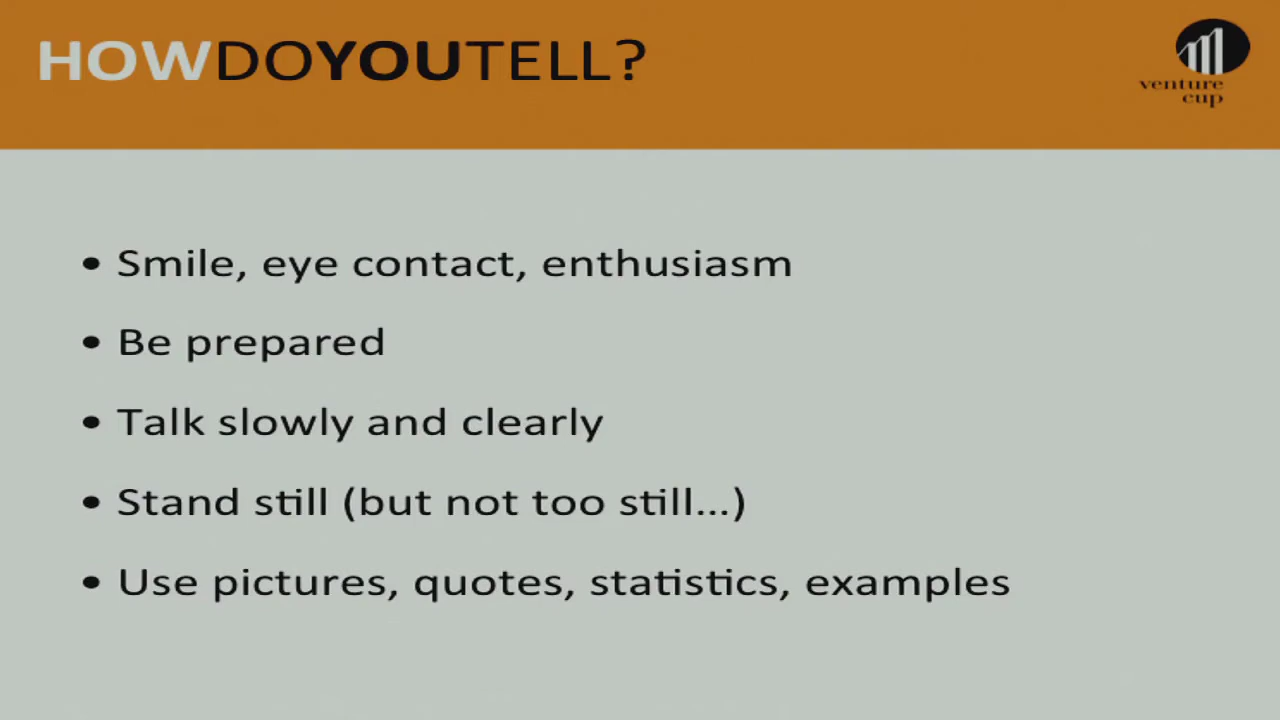 HOWDOYOUTELL?
venture
cup
• Smile, eye contact, enthusiasm
• Be prepared
• Talk slowly and clearly
• Stand still (but not too still...)
• Use pictures, quotes, statistics, examples